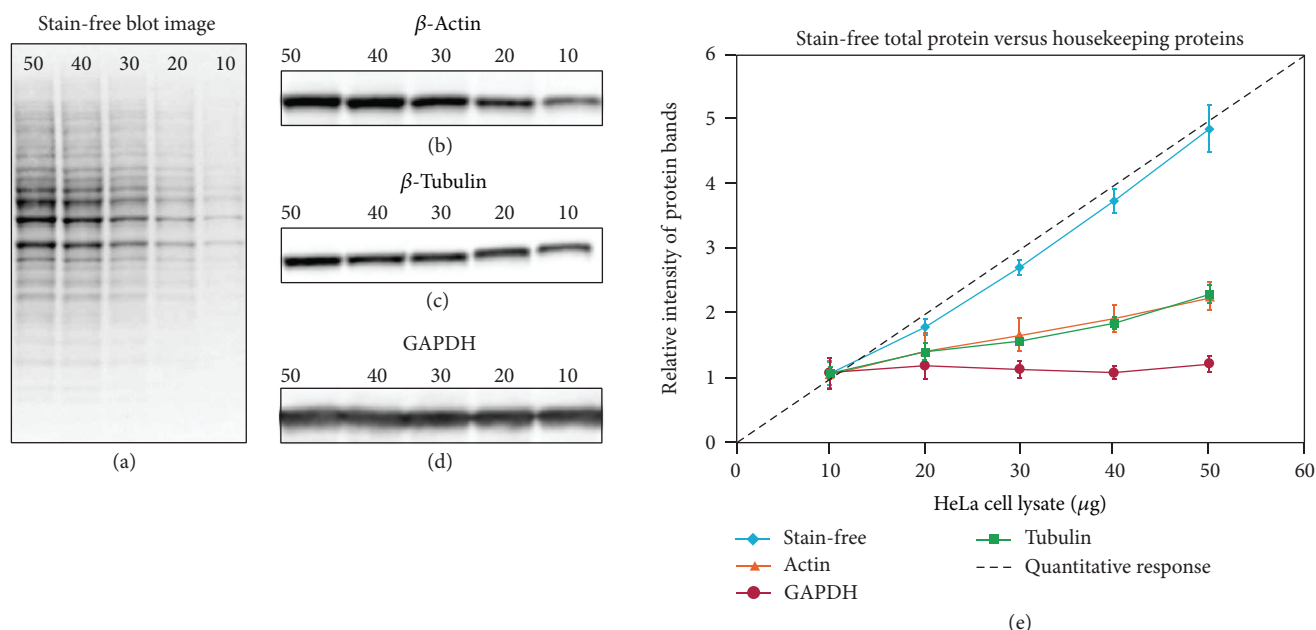 Stain-free blot image
50 40 30 20 10
(a)
β-Actin
50 40 30 20 10
(b)
β-Tubulin
50 40 30 20 10
(c)
GAPDH
50 40 30 20 10
(d)
Stain-free total protein versus housekeeping proteins
Relative intensity of protein bands
6
5
4
3
2
1
0
0 10 20 30 40 50 60
HeLa cell lysate (μg)
Stain-free
Actin
GAPDH
Tubulin
Quantitative response
(e)